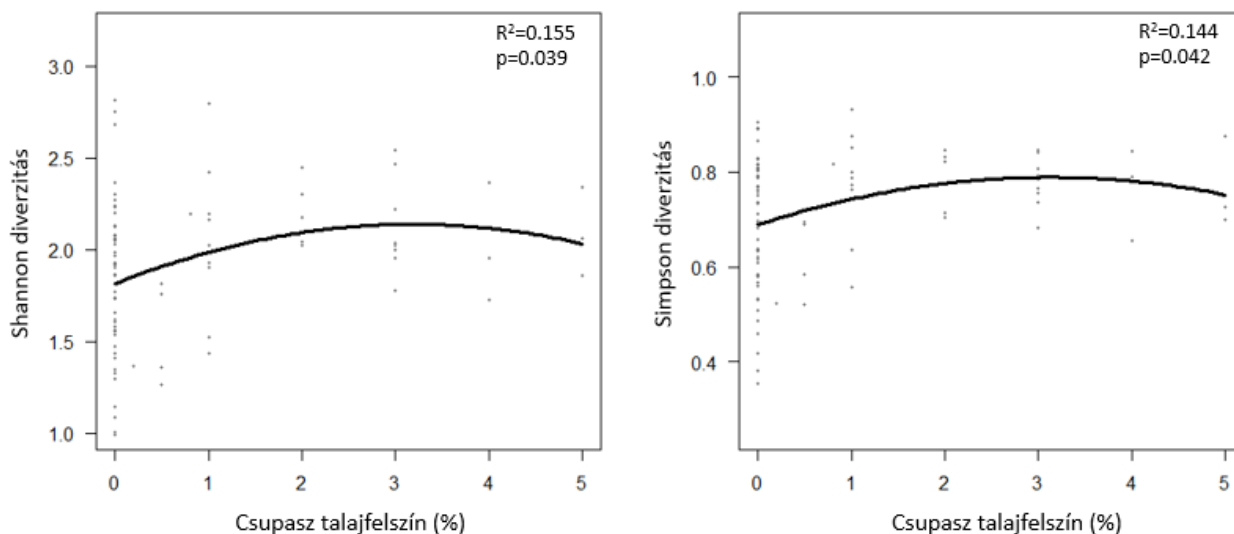 R²=0.155
p=0.039
3.0
2.5
2.0
1.5
1.0
Shannon diverzitás
0 1 2 3 4 5
Csupasz talajfelszín (%)
R²=0.144
p=0.042
1.0
0.8
0.6
0.4
Simpson diverzitás
0 1 2 3 4 5
Csupasz talajfelszín (%)